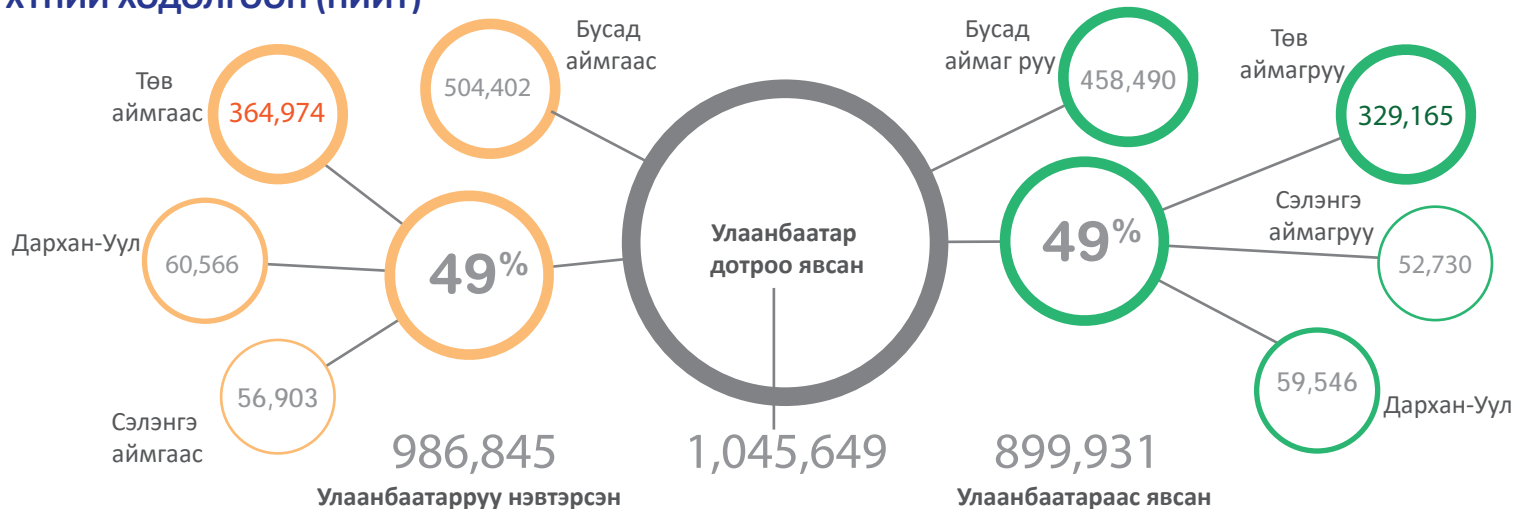 ХӨДӨЛГӨӨН (НИЙТ)
Төв
аймгаас
364,974
Бусад
аймгаас
504,402
Дархан-Уул
60,566
49%
Сэлэнгэ
аймгаас
56,903
986,845
Улаанбаатарруу нэвтэрсэн
Улаанбаатар
дотроо явсан
1,045,649
Бусад
аймаг руу
458,490
Төв
аймагруу
329,165
49%
Сэлэнгэ
аймагруу
52,730
59,546
Дархан-Уул
899,931
Улаанбаатараас явсан